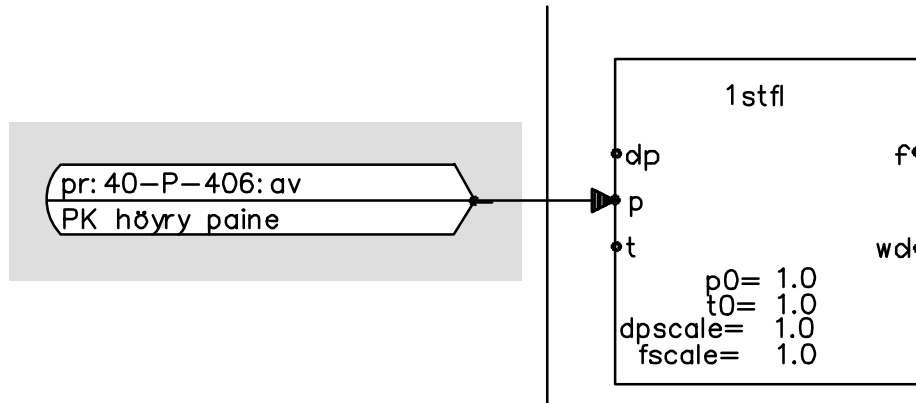 1stfl
dp f
pr: 40-P-406: av
p
PK höyry paine
t wd
p0= 1.0
t0= 1.0
dpscale= 1.0
fscale= 1.0